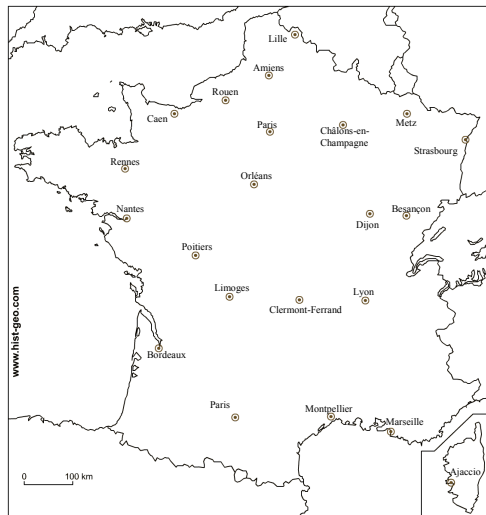 Lille
Amiens
Rouen
Caen
Paris
Châlons-en-
Champagne
Metz
Strasbourg
Rennes
Orléans
Nantes
Dijon
Besançon
Poitiers
Limoges
Clermont-Ferrand
Lyon
www.hist-geo.com
Bordeaux
Paris
Montpellier
Marseille
Ajaccio
0
100 km